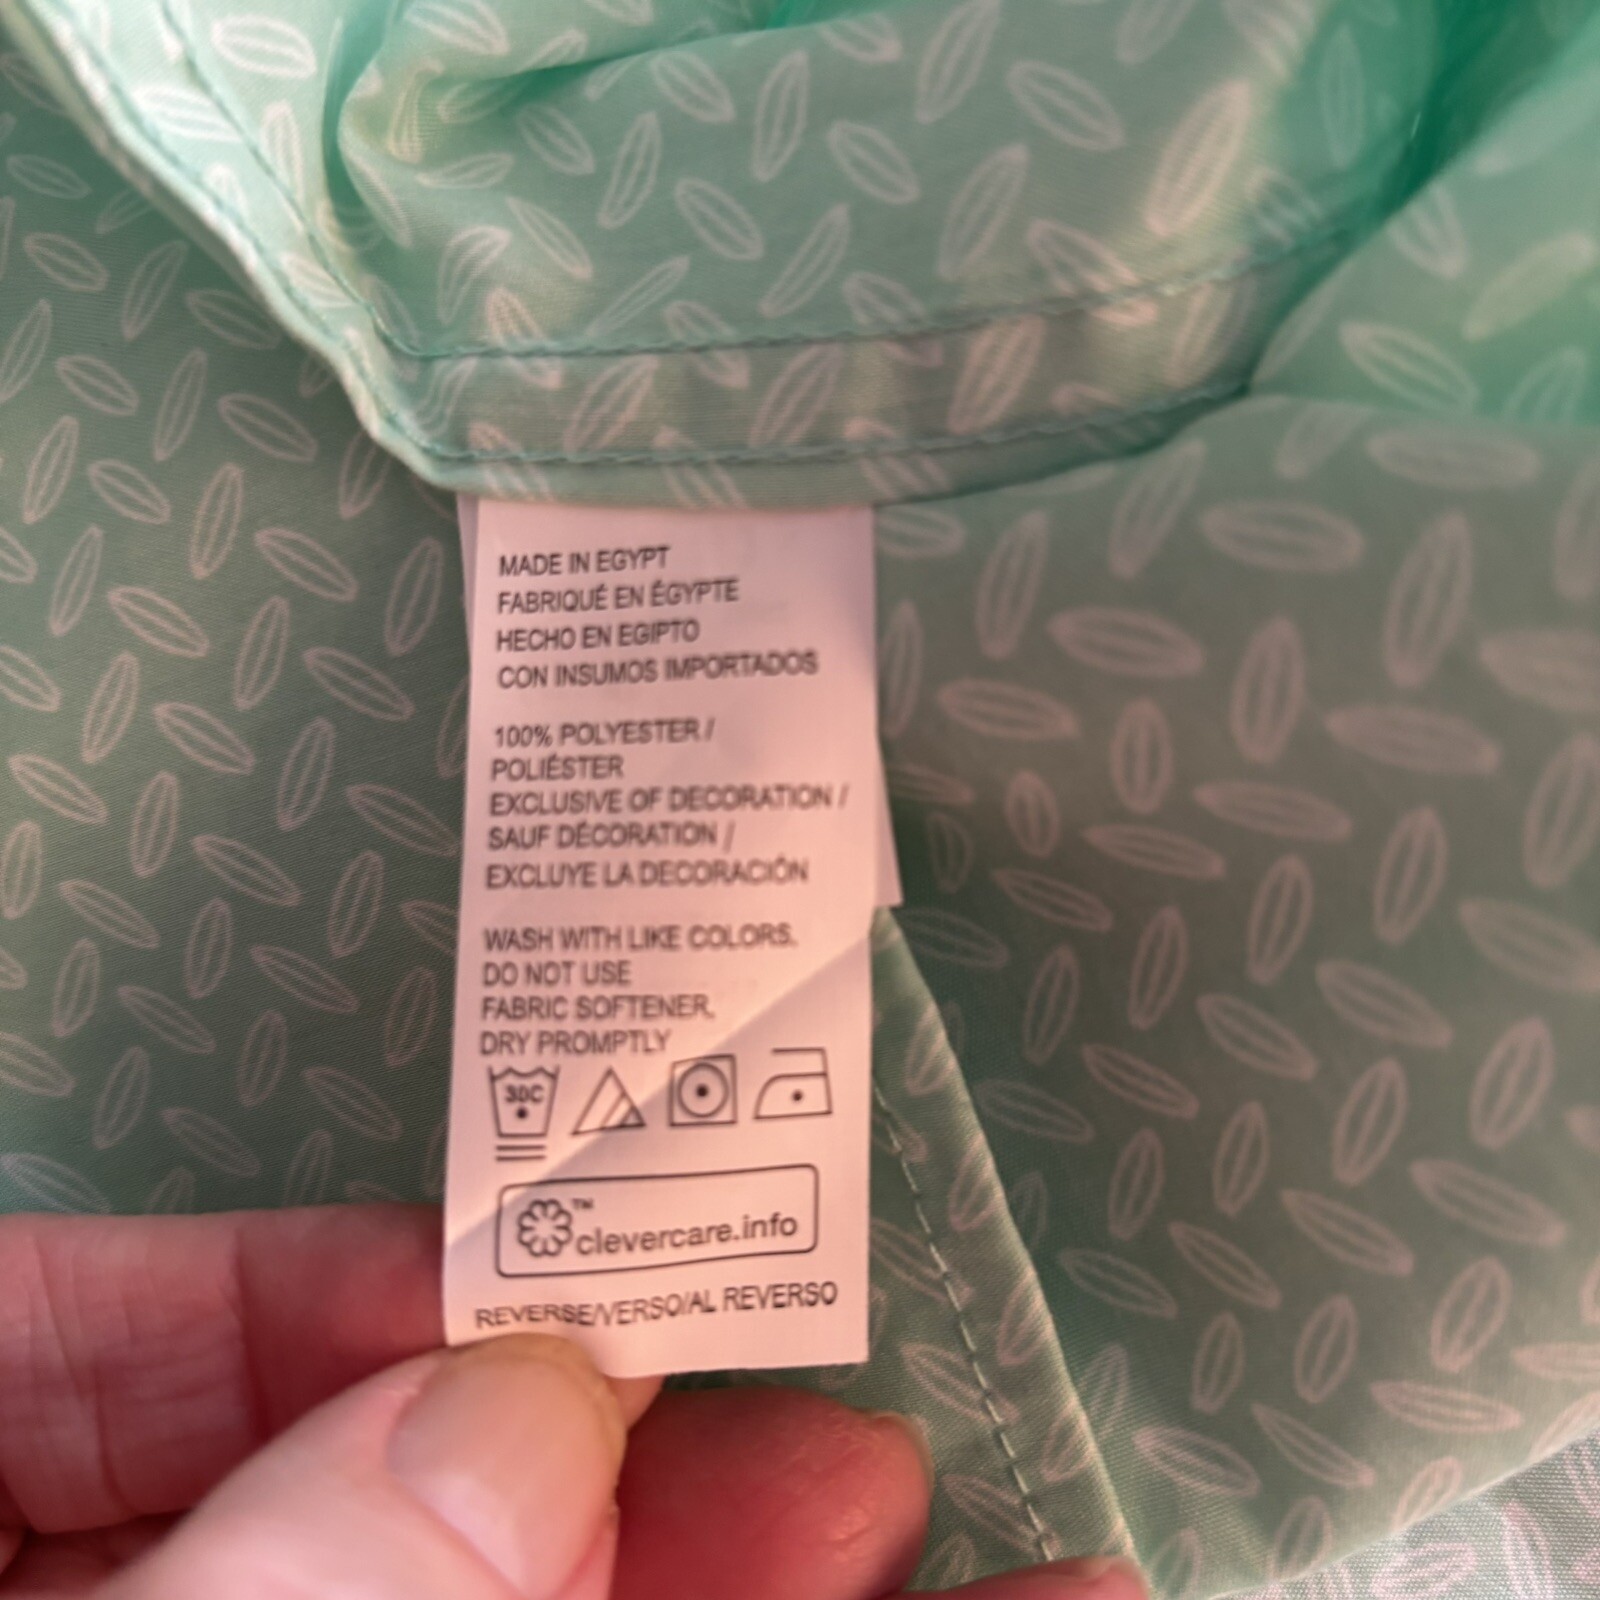 MADE IN EGYPT
FABRIQUÉ EN ÉGYPTE
HECHO EN EGIPTO
CON INSUMOS IMPORTADOS
100% POLYESTER /
POLIÉSTER
EXCLUSIVE OF DECORATION /
SAUF DÉCORATION /
EXCLUYE LA DECORACIÓN
WASH WITH LIKE COLORS.
DO NOT USE
FABRIC SOFTENER.
DRY PROMPTLY
30C
™
clevercare.info
REVERSE/VERSO/AL REVERSO